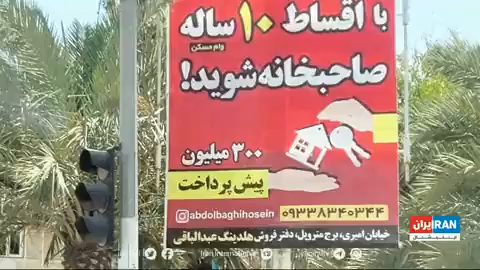 با اقساط ۱۰ ساله
وام مسکن
صاحبخانه شوید!
۳۰۰ میلیون
پیش پرداخت
abdolbaghihosein
۰۹۳۳۸۳۴۰۳۴۴
خیابان امیری، برج متروپل، دفتر فروش هلدینگ عبدالباقی
ایران
IRAN
اینترنشنال